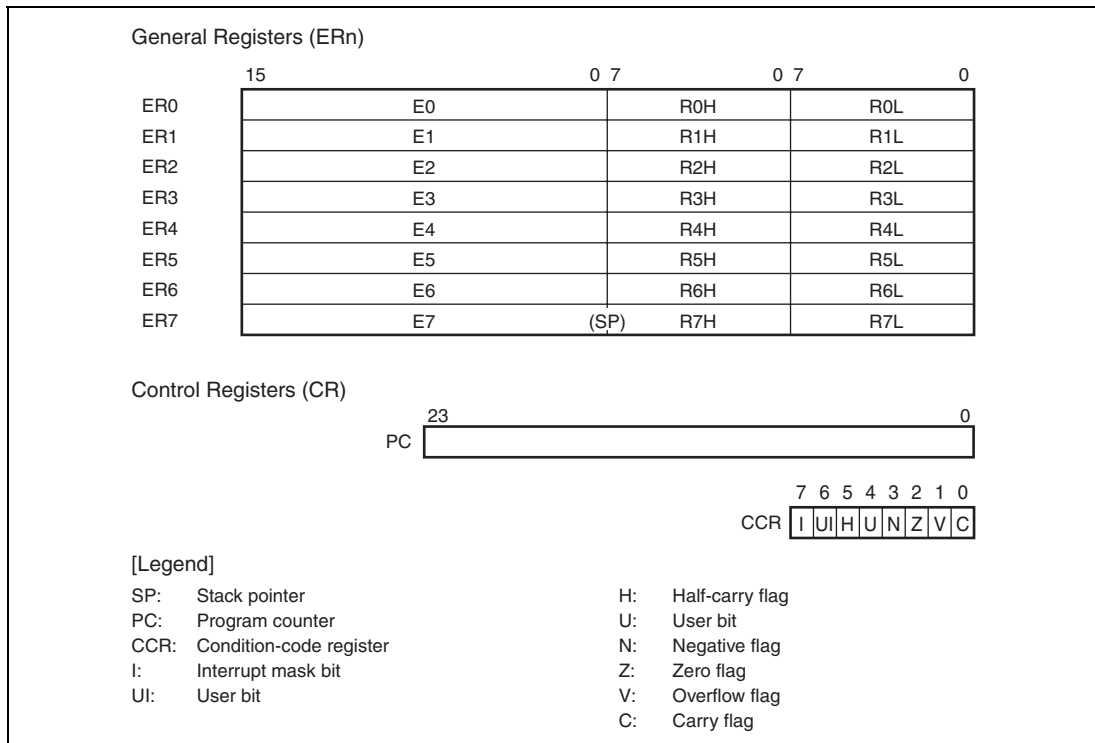 General Registers (ERn)
15 0 7 0 7 0
ER0 E0 R0H R0L
ER1 E1 R1H R1L
ER2 E2 R2H R2L
ER3 E3 R3H R3L
ER4 E4 R4H R4L
ER5 E5 R5H R5L
ER6 E6 R6H R6L
ER7 E7 (SP) R7H R7L
Control Registers (CR)
23 0
PC
7 6 5 4 3 2 1 0
CCR I UI H U N Z V C
[Legend]
SP: Stack pointer
PC: Program counter
CCR: Condition-code register
I: Interrupt mask bit
UI: User bit
H: Half-carry flag
U: User bit
N: Negative flag
Z: Zero flag
V: Overflow flag
C: Carry flag